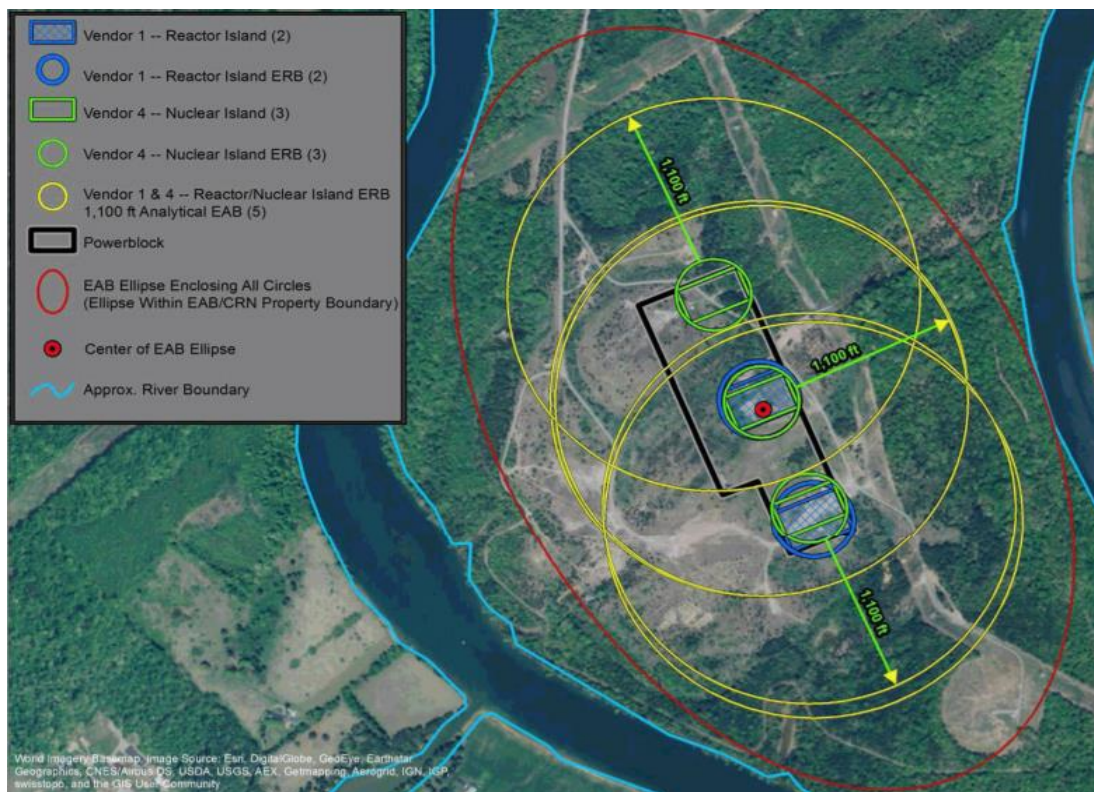 Vendor 1 -- Reactor Island (2)
Vendor 1 -- Reactor Island ERB (2)
Vendor 4 -- Nuclear Island (3)
Vendor 4 -- Nuclear Island ERB (3)
Vendor 1 & 4 -- Reactor/Nuclear Island ERB
1,100 ft Analytical EAB (5)
Powerblock
EAB Ellipse Enclosing All Circles
(Ellipse Within EAB/CRN Property Boundary)
Center of EAB Ellipse
Approx. River Boundary
1,100 ft
1,100 ft
1,100 ft
World Imagery Basemap, Image Source: Esri, DigitalGlobe, GeoEye, Earthstar
Geographics, CNES/Airbus DS, USDA, USGS, AEX, Getmapping, Aerogrid, IGN, IGP,
swisstopo, and the GIS User Community